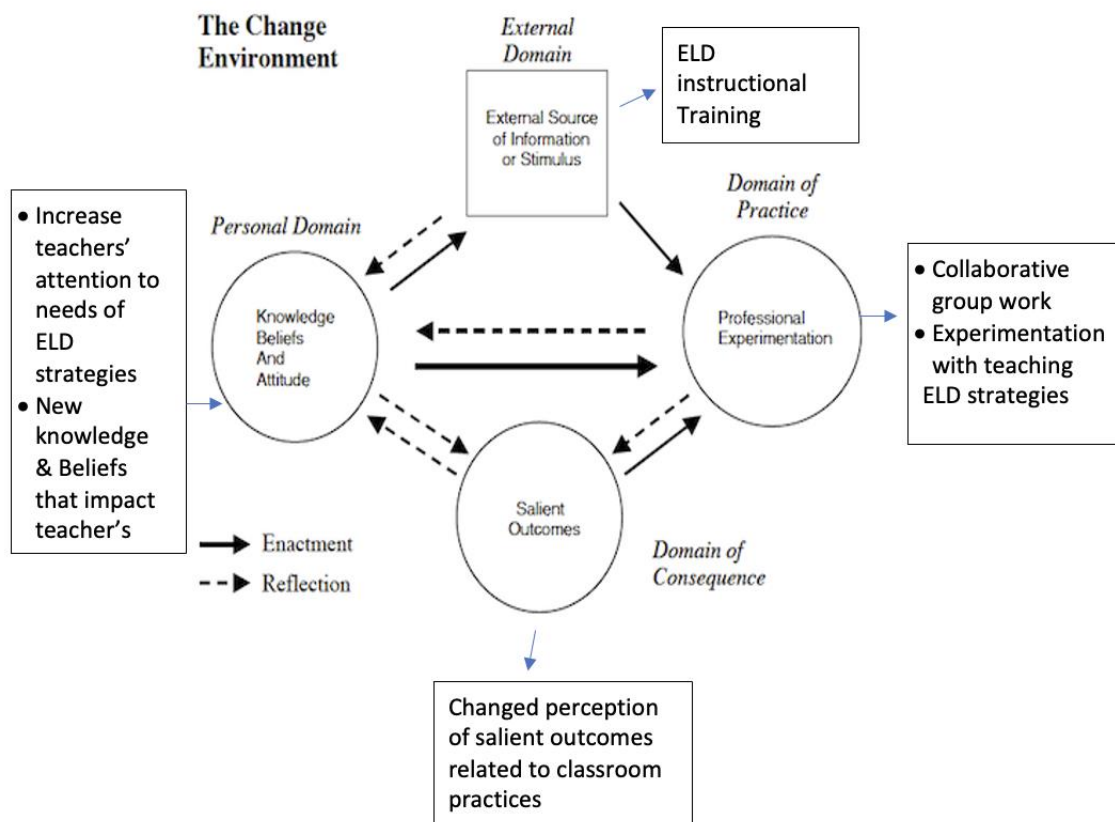 The Change
Environment
External
Domain
External Source
of Information
or Stimulus
ELD
instructional
Training
Domain of
Practice
Personal Domain
• Increase
teachers’
attention to
needs of
ELD
strategies
• New
knowledge
& Beliefs
that impact
teacher’s
Knowledge
Beliefs
And
Attitude
Professional
Experimentation
• Collaborative
group work
• Experimentation
with teaching
ELD strategies
Salient
Outcomes
Enactment
Reflection
Domain of
Consequence
Changed perception
of salient outcomes
related to classroom
practices